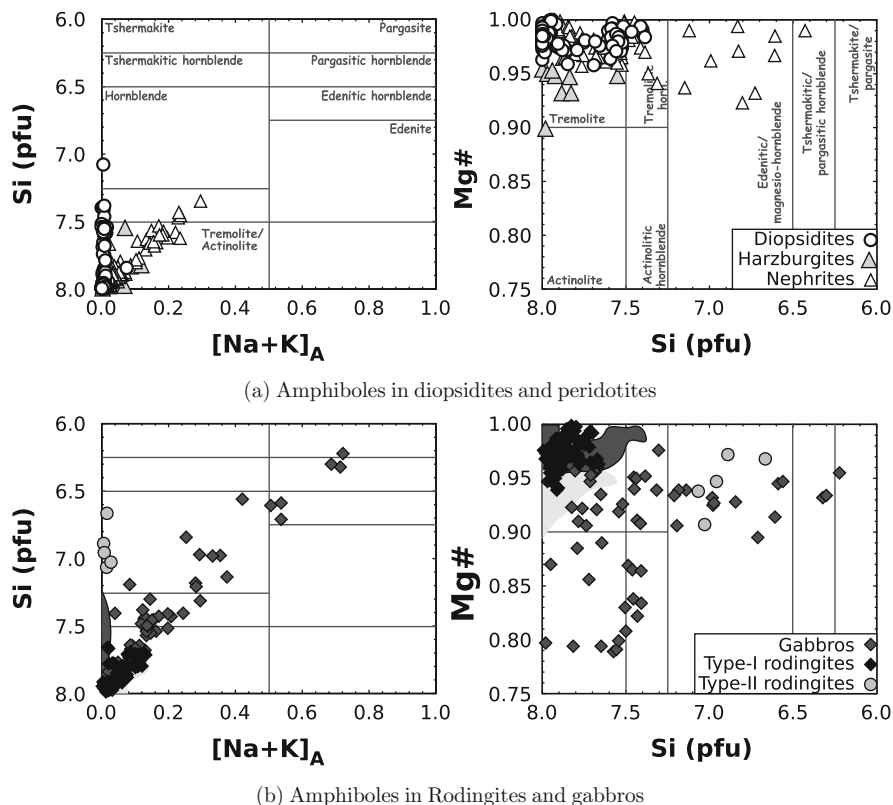 6.0
6.5
7.0
7.5
8.0
Si (pfu)
Tshermakite
Pargasite
Tshermakitic hornblende
Pargasitic hornblende
Hornblende
Edenitic hornblende
Edenite
Tremolite/
Actinolite
0.0 0.2 0.4 0.6 0.8 1.0
[Na+K]A
1.00
0.95
0.90
0.85
0.80
0.75
Mg#
Tremolite
Actinolite
Actinolitic
hornblende
Edenitic/
magnesio-hornblende
Tshermakitic/
pargasitic hornblende
Tshermakite/
pargasite
Diopsidites
Harzburgites
Nephrites
8.0 7.5 7.0 6.5 6.0
Si (pfu)
(a) Amphiboles in diopsidites and peridotites
6.0
6.5
7.0
7.5
8.0
Si (pfu)
0.0 0.2 0.4 0.6 0.8 1.0
[Na+K]A
1.00
0.95
0.90
0.85
0.80
0.75
Mg#
Gabbros
Type-I rodingites
Type-II rodingites
8.0 7.5 7.0 6.5 6.0
Si (pfu)
(b) Amphiboles in Rodingites and gabbros